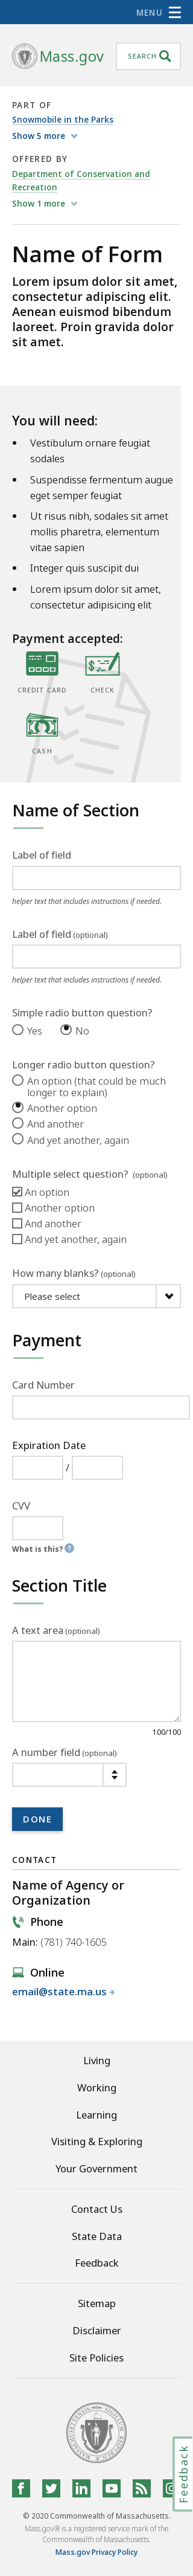 MENU
Mass.gov
SEARCH
PART OF
Snowmobile in the Parks
Show 5 more
OFFERED BY
Department of Conservation and
Recreation
Show 1 more
Name of Form
Lorem ipsum dolor sit amet,
consectetur adipiscing elit.
Aenean euismod bibendum
laoreet. Proin gravida dolor
sit amet.
You will need:
Vestibulum ornare feugiat
sodales
Suspendisse fermentum augue
eget semper feugiat
Ut risus nibh, sodales sit amet
mollis pharetra, elementum
vitae sapien
Integer quis suscipit dui
Lorem ipsum dolor sit amet,
consectetur adipisicing elit
Payment accepted:
CREDIT CARD
CHECK
CASH
Name of Section
Label of field
helper text that includes instructions if needed.
Label of field (optional)
helper text that includes instructions if needed.
Simple radio button question?
Yes
No
Longer radio button question?
An option (that could be much
longer to explain)
Another option
And another
And yet another, again
Multiple select question? (optional)
An option
Another option
And another
And yet another, again
How many blanks? (optional)
Please select
Payment
Card Number
Expiration Date
/
CVV
What is this? ?
Section Title
A text area (optional)
100/100
A number field (optional)
DONE
CONTACT
Name of Agency or
Organization
Phone
Main: (781) 740-1605
Online
email@state.ma.us
Living
Working
Learning
Visiting & Exploring
Your Government
Contact Us
State Data
Feedback
Sitemap
Disclaimer
Site Policies
Feedback
© 2020 Commonwealth of Massachusetts.
Mass.gov® is a registered service mark of the
Commonwealth of Massachusetts.
Mass.gov Privacy Policy